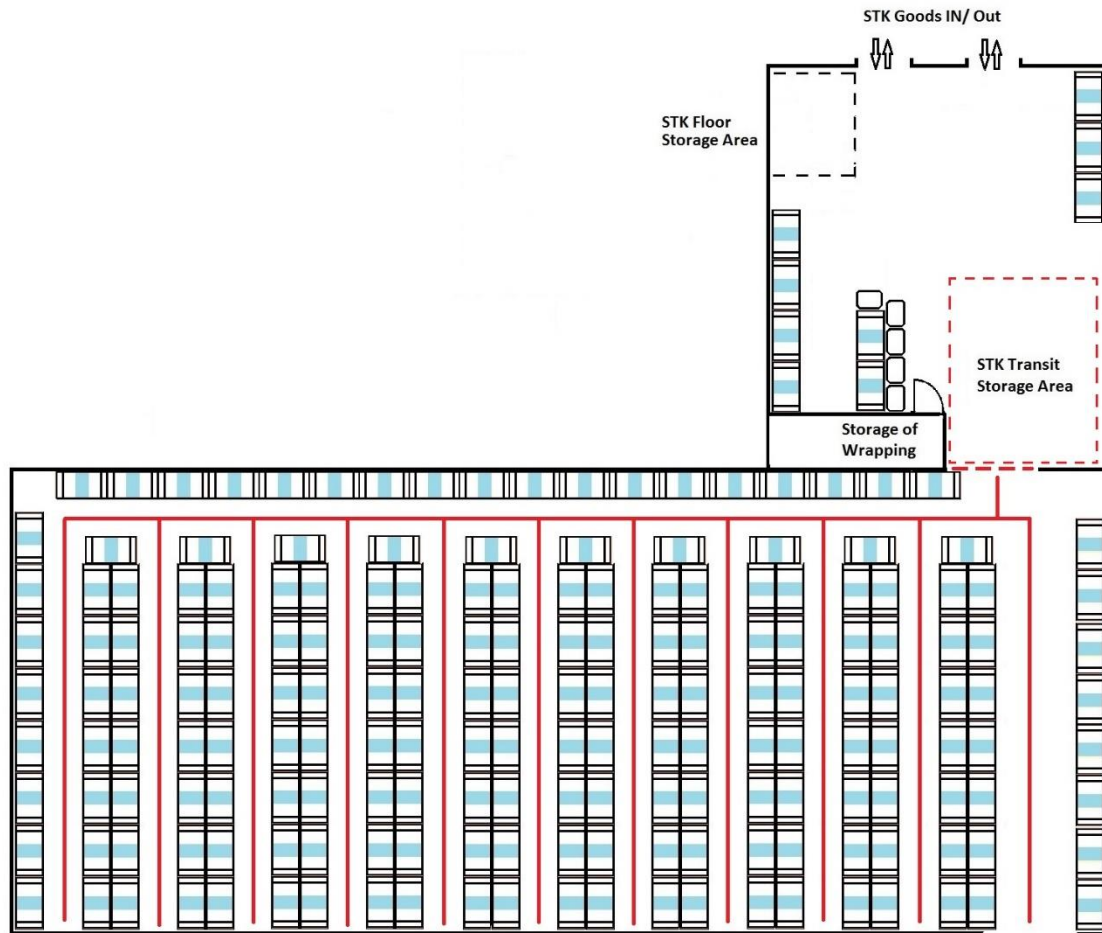 STK Goods IN/ Out
STK Floor
Storage Area
STK Transit
Storage Area
Storage of
Wrapping